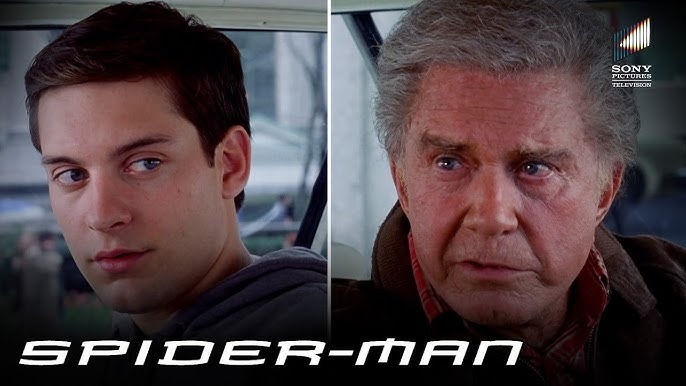 SONY
PICTURES
TELEVISION
SPIDER-MAN